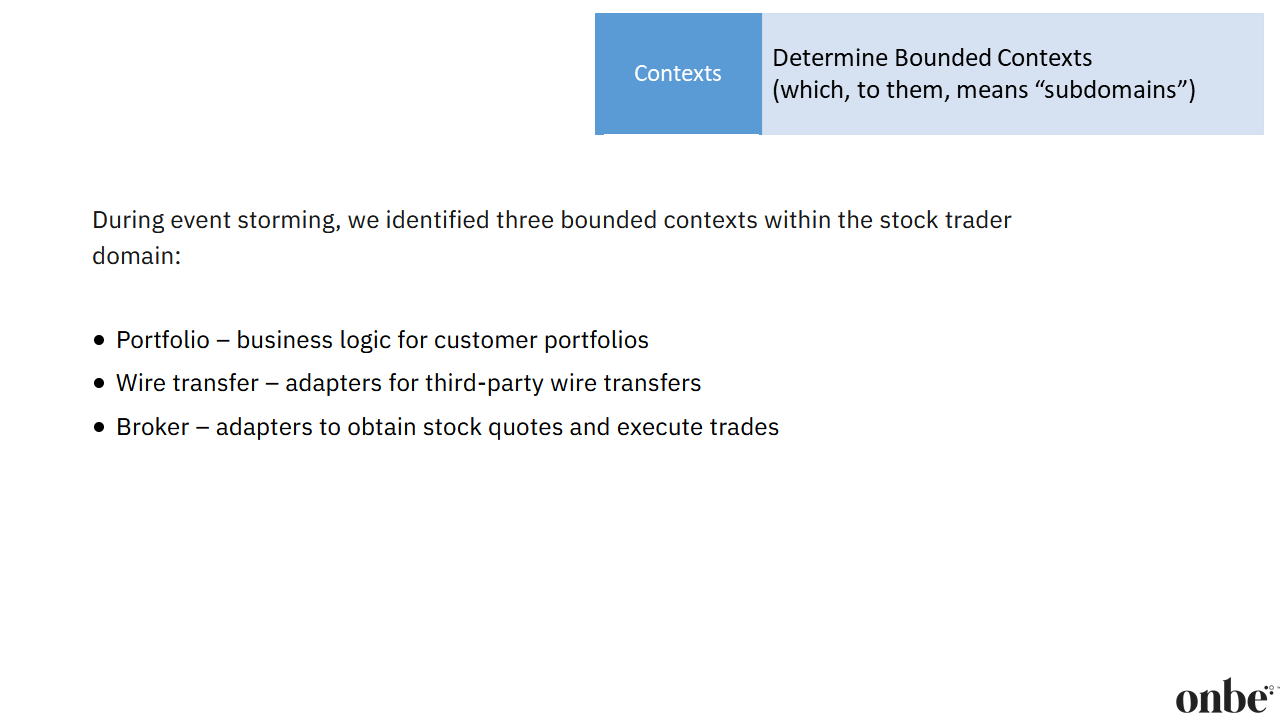 Contexts
Determine Bounded Contexts
(which, to them, means “subdomains”)
During event storming, we identified three bounded contexts within the stock trader
domain:
● Portfolio – business logic for customer portfolios
● Wire transfer – adapters for third-party wire transfers
● Broker – adapters to obtain stock quotes and execute trades
onbe